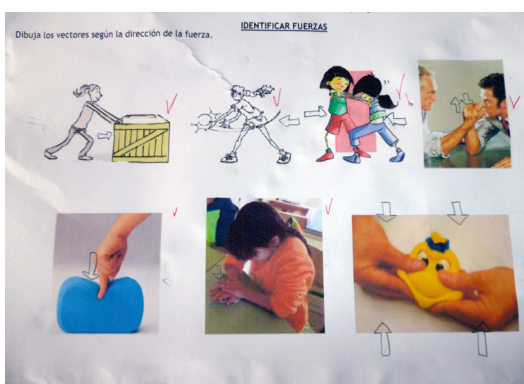 IDENTIFICAR FUERZAS
Dibuja los vectores según la dirección de la fuerza.